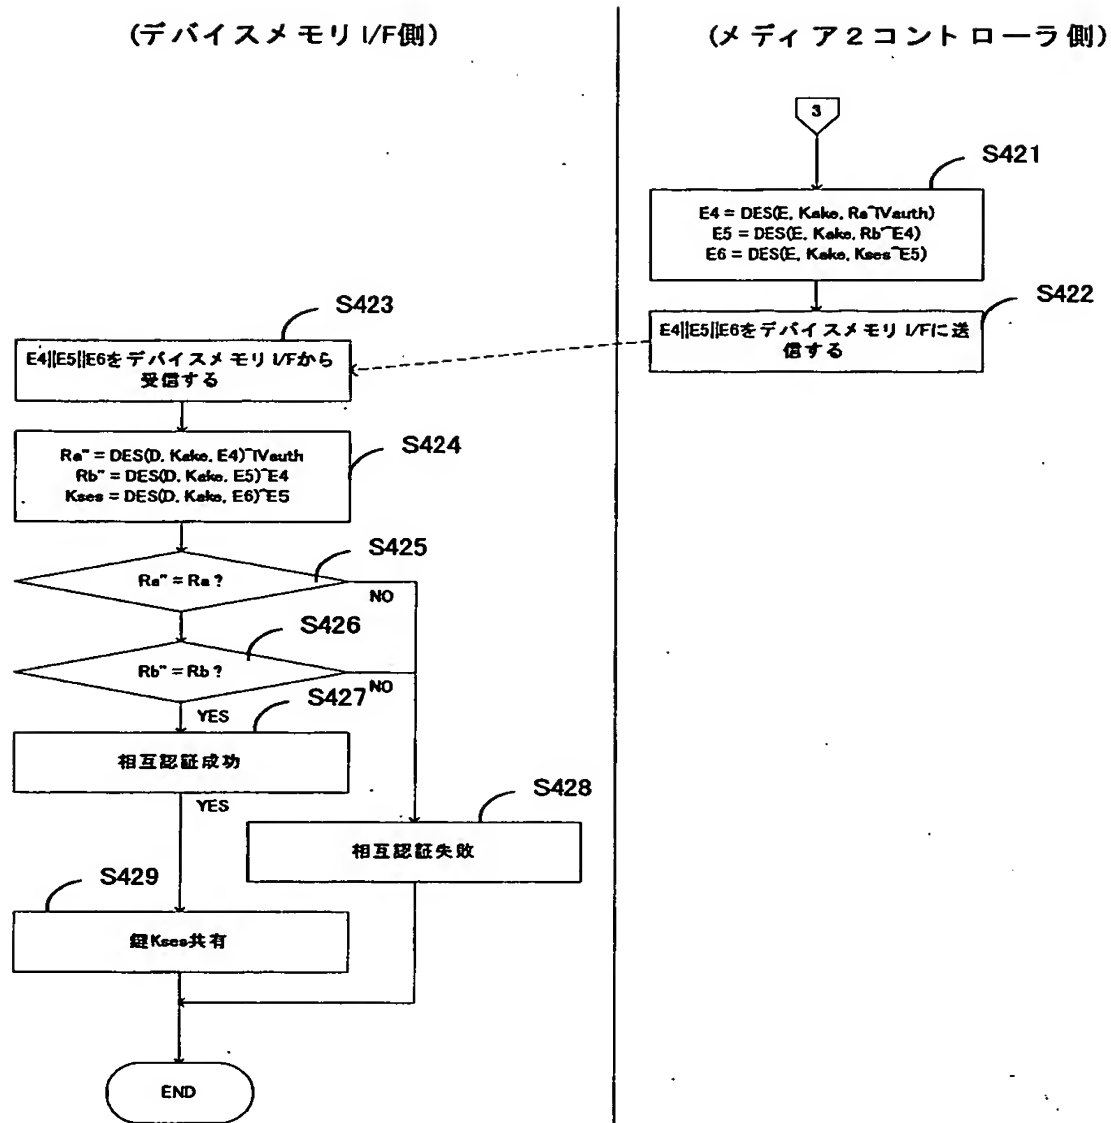 (デバイスメモリI/F側)
(メディア2コントローラ側)
3
S421
E4 = DES(E, Kake, Ra^IVauth)
E5 = DES(E, Kake, Rb^E4)
E6 = DES(E, Kake, Kses^E5)
S422
E4||E5||E6をデバイスメモリI/Fに送
信する
S423
E4||E5||E6をデバイスメモリI/Fから
受信する
S424
Ra" = DES(D, Kake, E4)^IVauth
Rb" = DES(D, Kake, E5)^E4
Kses = DES(D, Kake, E6)^E5
S425
Ra" = Ra ?
NO
S426
Rb" = Rb ?
NO
S427
YES
相互認証成功
YES
S428
相互認証失敗
S429
鍵Kses共有
END